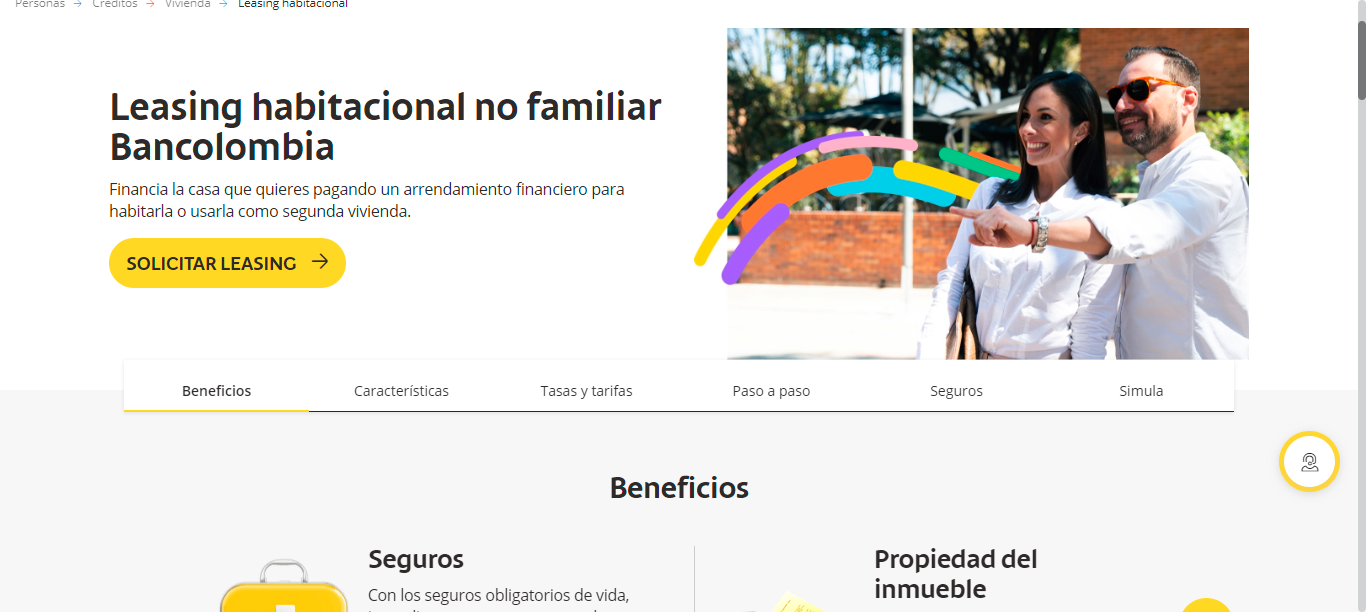 Personas → Créditos → Vivienda → Leasing habitacional
Leasing habitacional no familiar
Bancolombia
Financia la casa que quieres pagando un arrendamiento financiero para
habitarla o usarla como segunda vivienda.
SOLICITAR LEASING →
Beneficios Características Tasas y tarifas Paso a paso Seguros Simula
Beneficios
Seguros
Con los seguros obligatorios de vida,
Propiedad del
inmueble